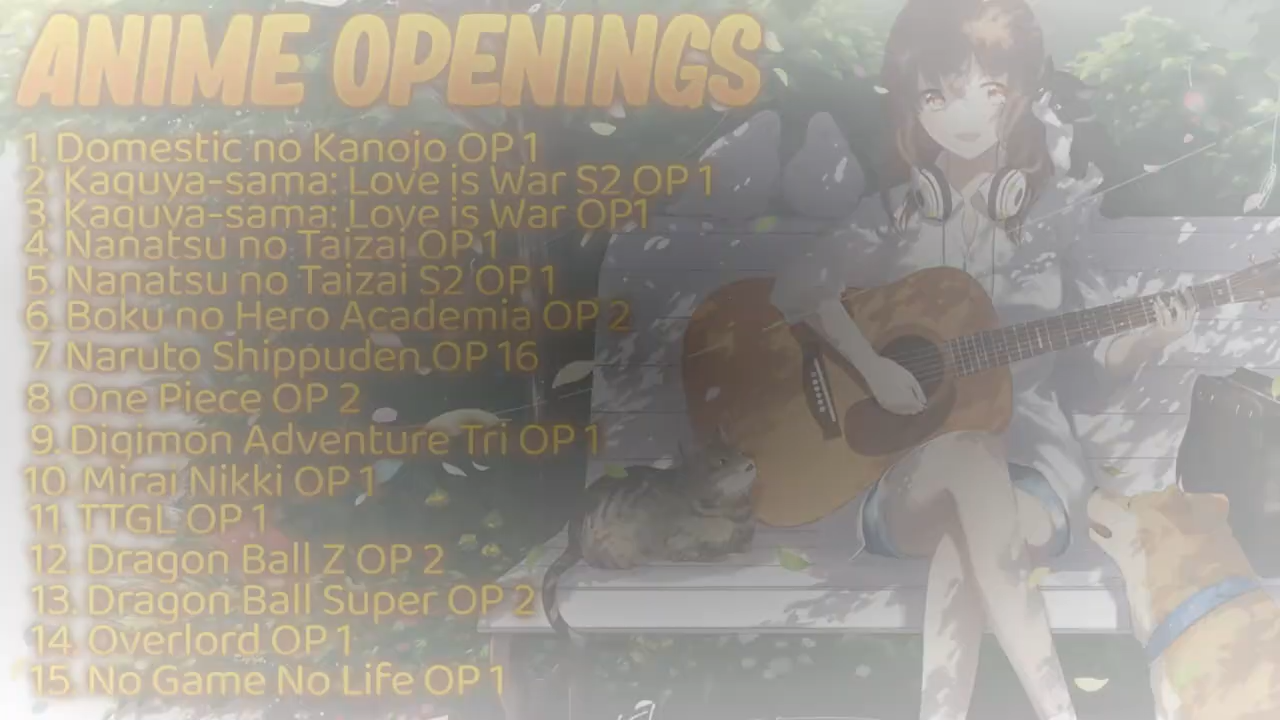 ANIME OPENINGS
1. Domestic no Kanojo OP 1
2. Kaguya-sama: Love is War S2 OP 1
3. Kaguya-sama: Love is War OP1
4. Nanatsu no Taizai OP 1
5. Nanatsu no Taizai S2 OP 1
6. Boku no Hero Academia OP 2
7. Naruto Shippuden OP 16
8. One Piece OP 2
9. Digimon Adventure Tri OP 1
10. Mirai Nikki OP 1
11. TTGL OP 1
12. Dragon Ball Z OP 2
13. Dragon Ball Super OP 2
14. Overlord OP 1
15. No Game No Life OP 1